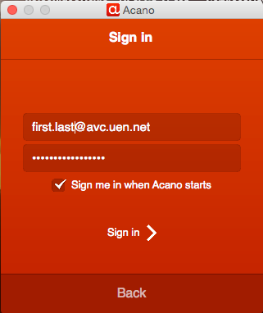 Acano
Sign in
first.last@avc.uen.net
•••••••••••••••••
Sign me in when Acano starts
Sign in
Back